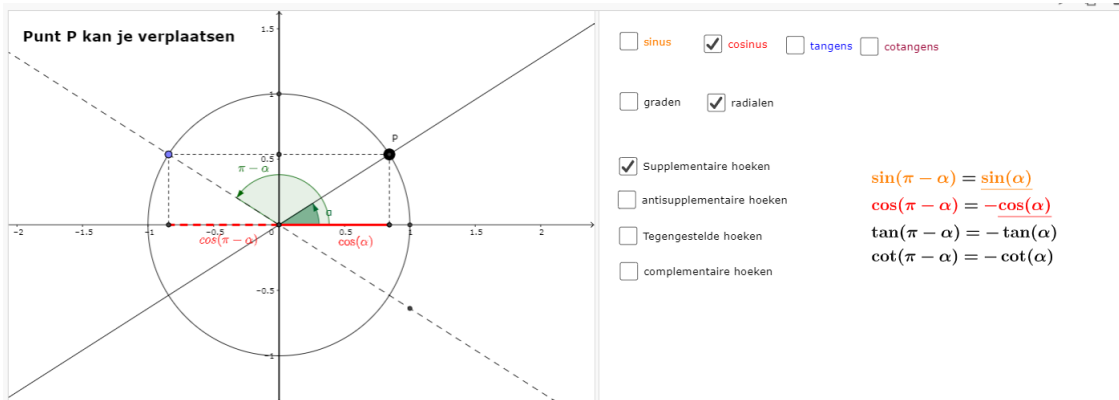 Punt P kan je verplaatsen
1.5
1
P
0.5
π − α
α
−2
−1.5
−1
−0.5
0
0.5
1
1.5
2
cos(π − α)
cos(α)
−0.5
−1
sinus
cosinus
tangens
cotangens
graden
radialen
Supplementaire hoeken
antisupplementaire hoeken
Tegengestelde hoeken
complementaire hoeken
sin(π − α) = sin(α)
cos(π − α) = −cos(α)
tan(π − α) = − tan(α)
cot(π − α) = − cot(α)